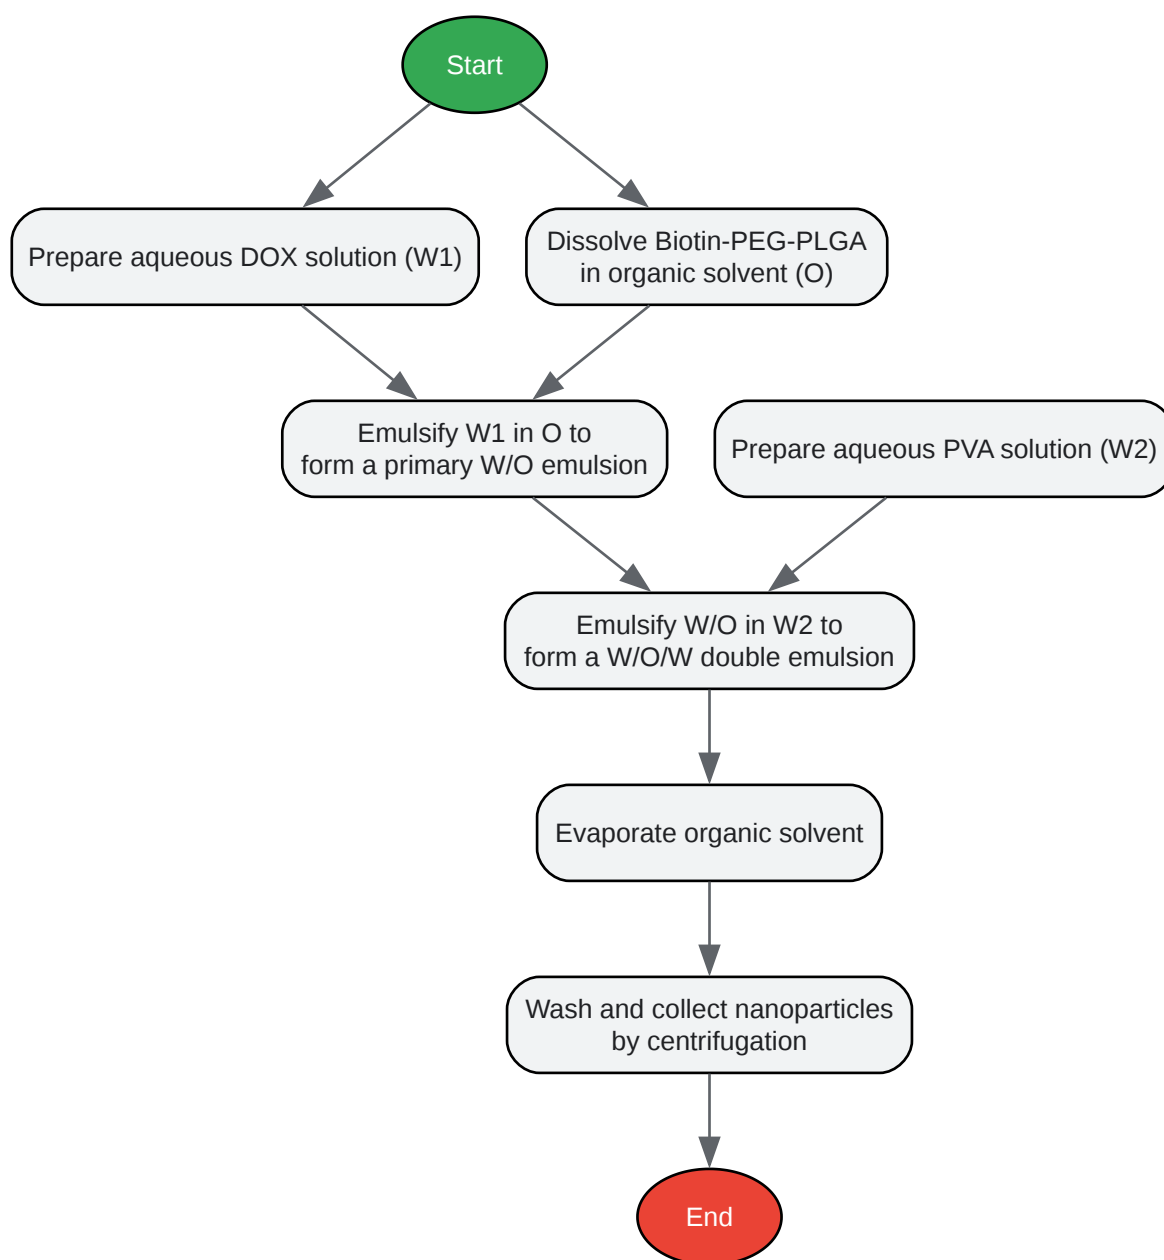 Start
Prepare aqueous DOX solution (W1)
Dissolve Biotin-PEG-PLGA
in organic solvent (O)
Emulsify W1 in O to
form a primary W/O emulsion
Prepare aqueous PVA solution (W2)
Emulsify W/O in W2 to
form a W/O/W double emulsion
Evaporate organic solvent
Wash and collect nanoparticles
by centrifugation
End